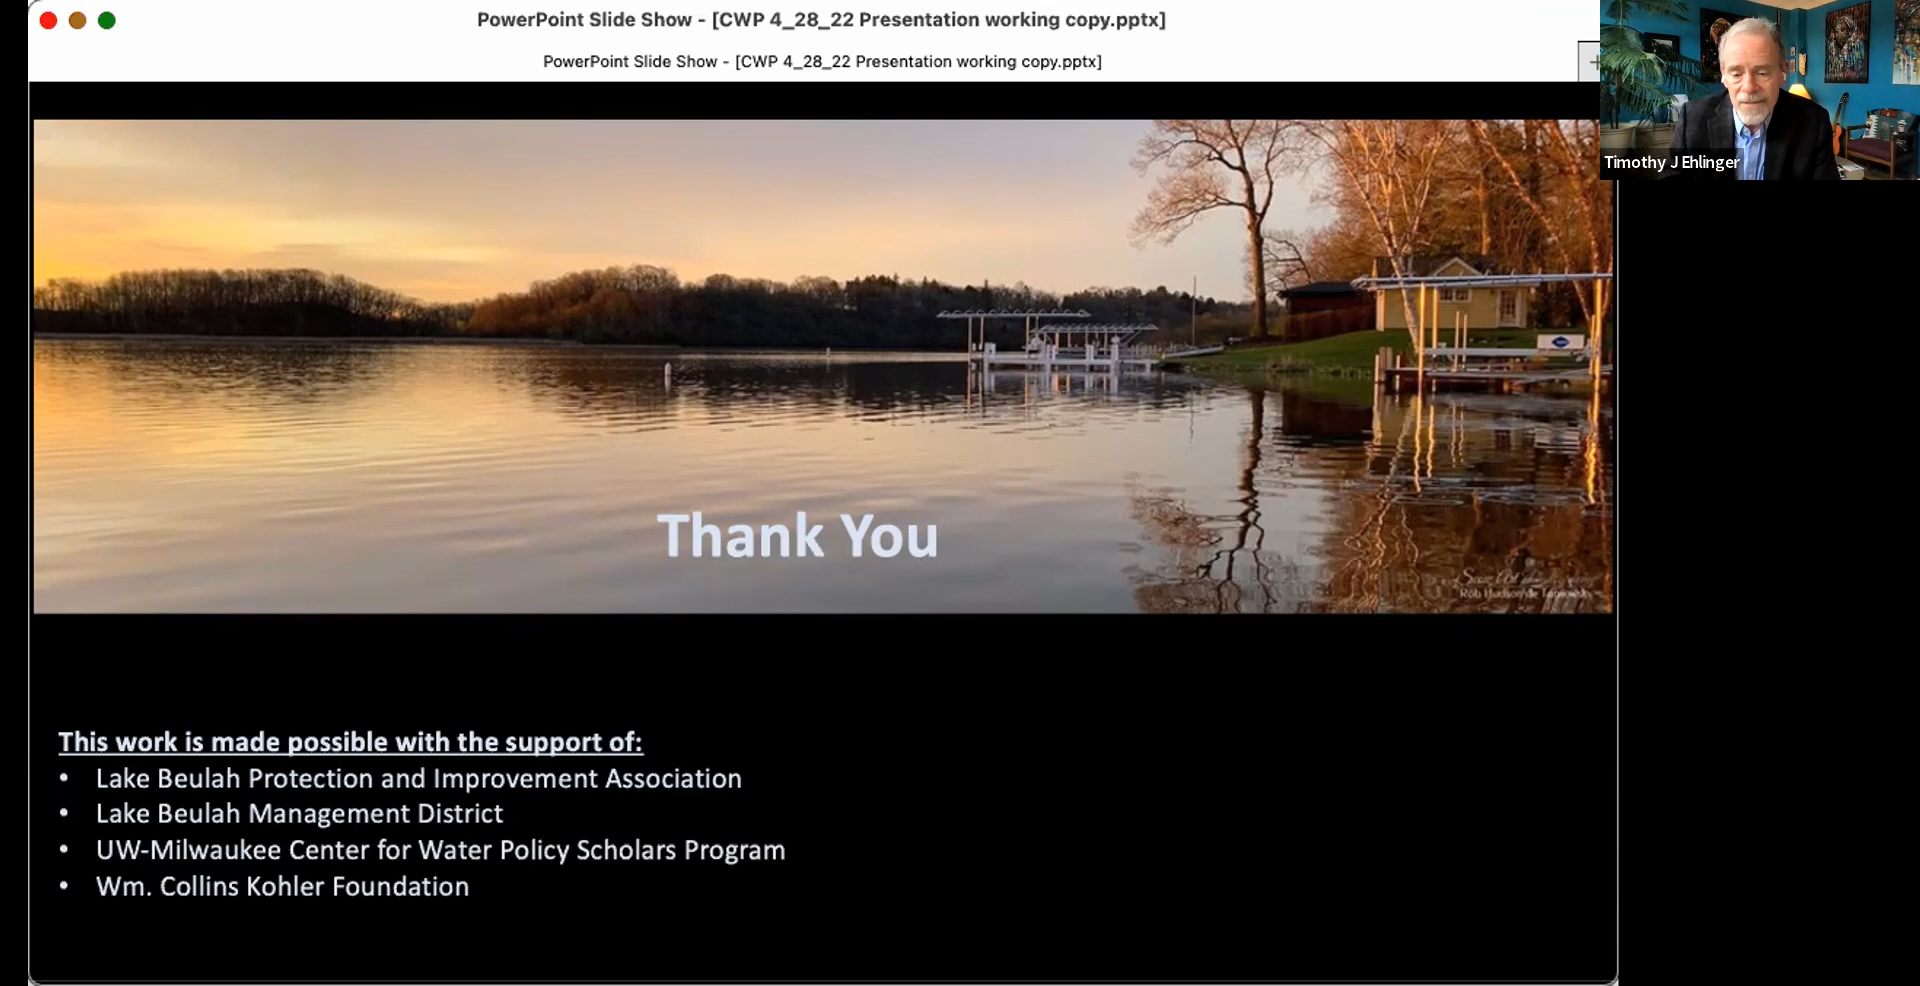 PowerPoint Slide Show - [CWP 4_28_22 Presentation working copy.pptx]
PowerPoint Slide Show - [CWP 4_28_22 Presentation working copy.pptx]
Timothy J Ehlinger
Thank You
This work is made possible with the support of:
• Lake Beulah Protection and Improvement Association
• Lake Beulah Management District
• UW-Milwaukee Center for Water Policy Scholars Program
• Wm. Collins Kohler Foundation